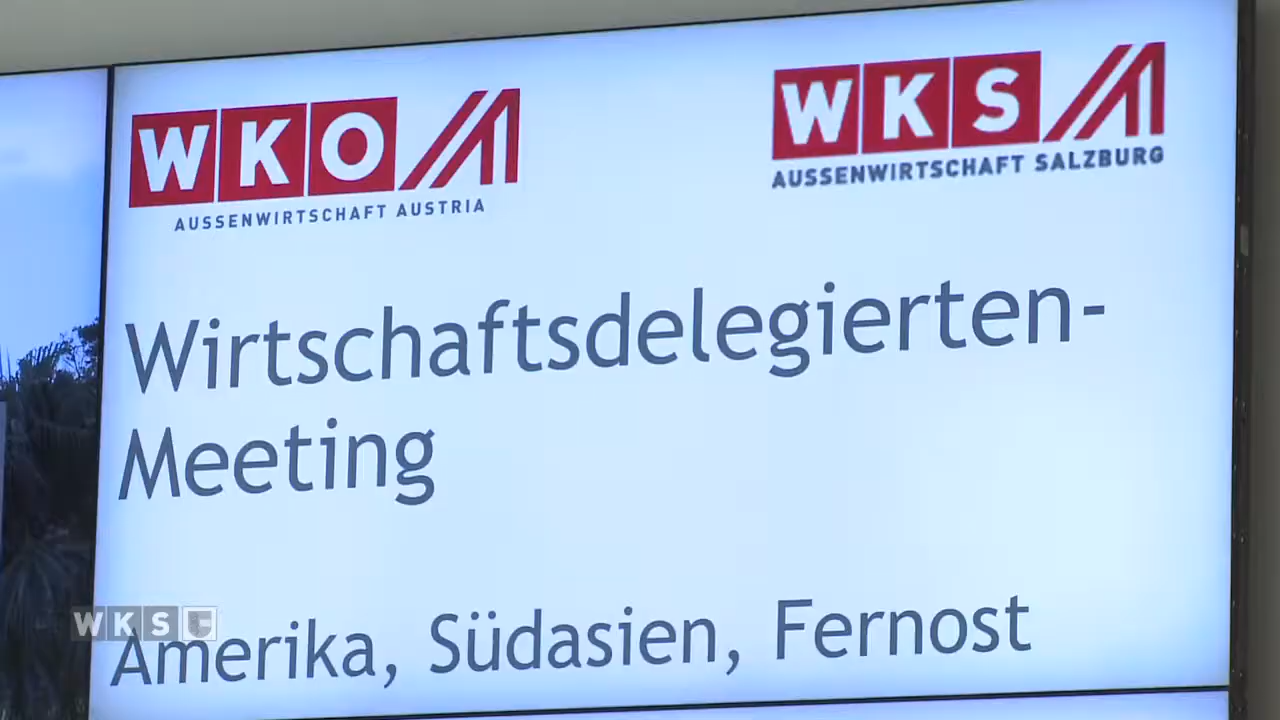 WKO
AUSSENWIRTSCHAFT AUSTRIA
WKS
AUSSENWIRTSCHAFT SALZBURG
Wirtschaftsdelegierten-
Meeting
Amerika, Südasien, Fernost
WKS